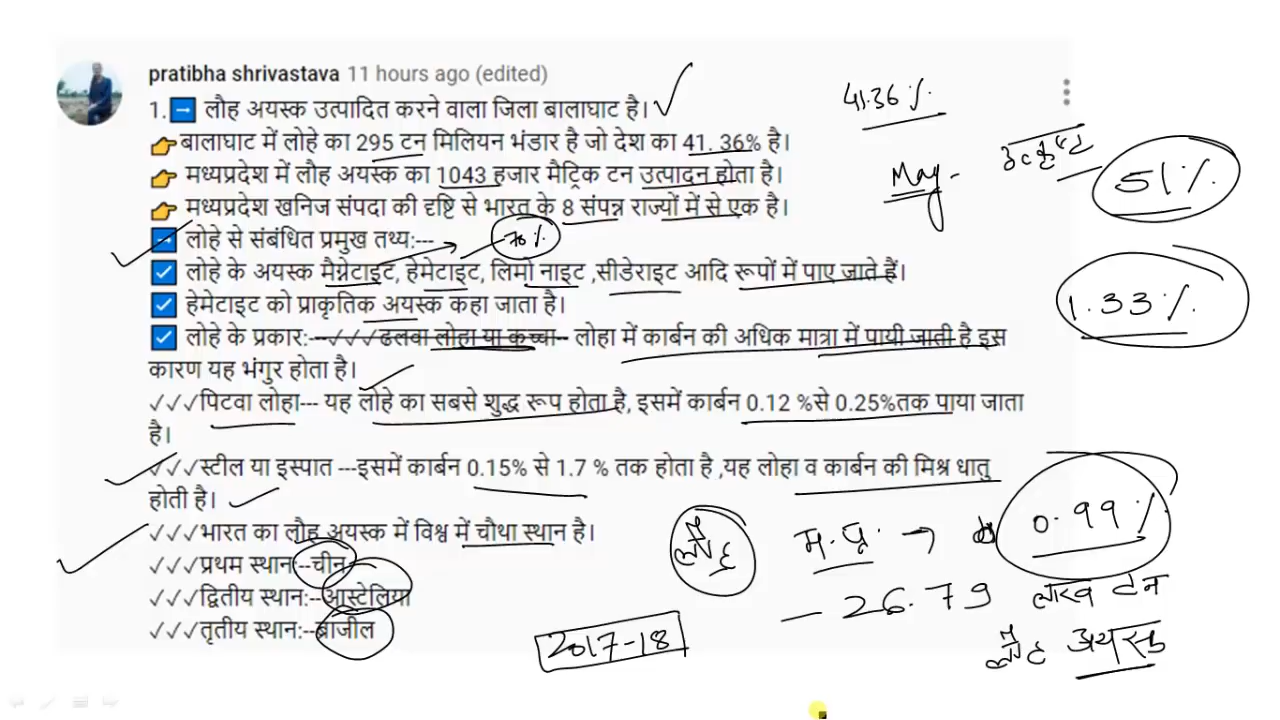 pratibha shrivastava 11 hours ago (edited)
1.➡ लौह अयस्क उत्पादित करने वाला जिला बालाघाट है।
👉बालाघाट में लोहे का 295 टन मिलियन भंडार है जो देश का 41. 36% है।
👉 मध्यप्रदेश में लौह अयस्क का 1043 हजार मैट्रिक टन उत्पादन होता है।
👉 मध्यप्रदेश खनिज संपदा की दृष्टि से भारत के 8 संपन्न राज्यों में से एक है।
➡ लोहे से संबंधित प्रमुख तथ्य:---
☑ लोहे के अयस्क मैग्नेटाइट, हेमेटाइट, लिमो नाइट ,सीडेराइट आदि रूपों में पाए जाते हैं।
☑ हेमेटाइट को प्राकृतिक अयस्क कहा जाता है।
☑ लोहे के प्रकार:--✓✓✓ढलवा लोहा या कच्चा-- लोहा में कार्बन की अधिक मात्रा में पायी जाती है इस
कारण यह भंगुर होता है।
✓✓✓पिटवा लोहा--- यह लोहे का सबसे शुद्ध रूप होता है, इसमें कार्बन 0.12 %से 0.25%तक पाया जाता
है।
✓✓✓स्टील या इस्पात ---इसमें कार्बन 0.15% से 1.7 % तक होता है ,यह लोहा व कार्बन की मिश्र धातु
होती है।
✓✓✓भारत का लौह अयस्क में विश्व में चौथा स्थान है।
✓✓✓प्रथम स्थान:--चीन
✓✓✓द्वितीय स्थान:--आस्टेलिया
✓✓✓तृतीय स्थान:--ब्राजील
41.36 %
May -
51 %
70 %
1.33 %
लौह
म.प्र. → 0.99 %
26.79 लाख टन
लौह अयस्क
2017-18